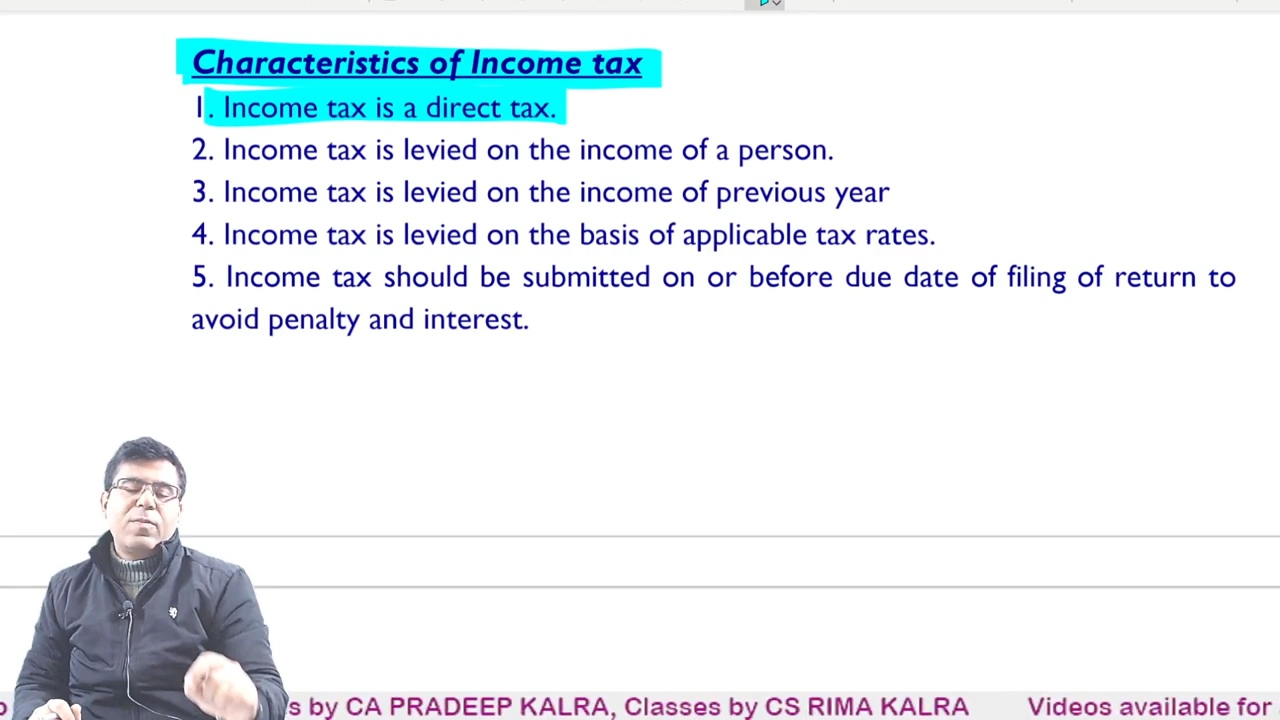 Characteristics of Income tax
1. Income tax is a direct tax.
2. Income tax is levied on the income of a person.
3. Income tax is levied on the income of previous year
4. Income tax is levied on the basis of applicable tax rates.
5. Income tax should be submitted on or before due date of filing of return to
avoid penalty and interest.
s by CA PRADEEP KALRA, Classes by CS RIMA KALRA Videos available for